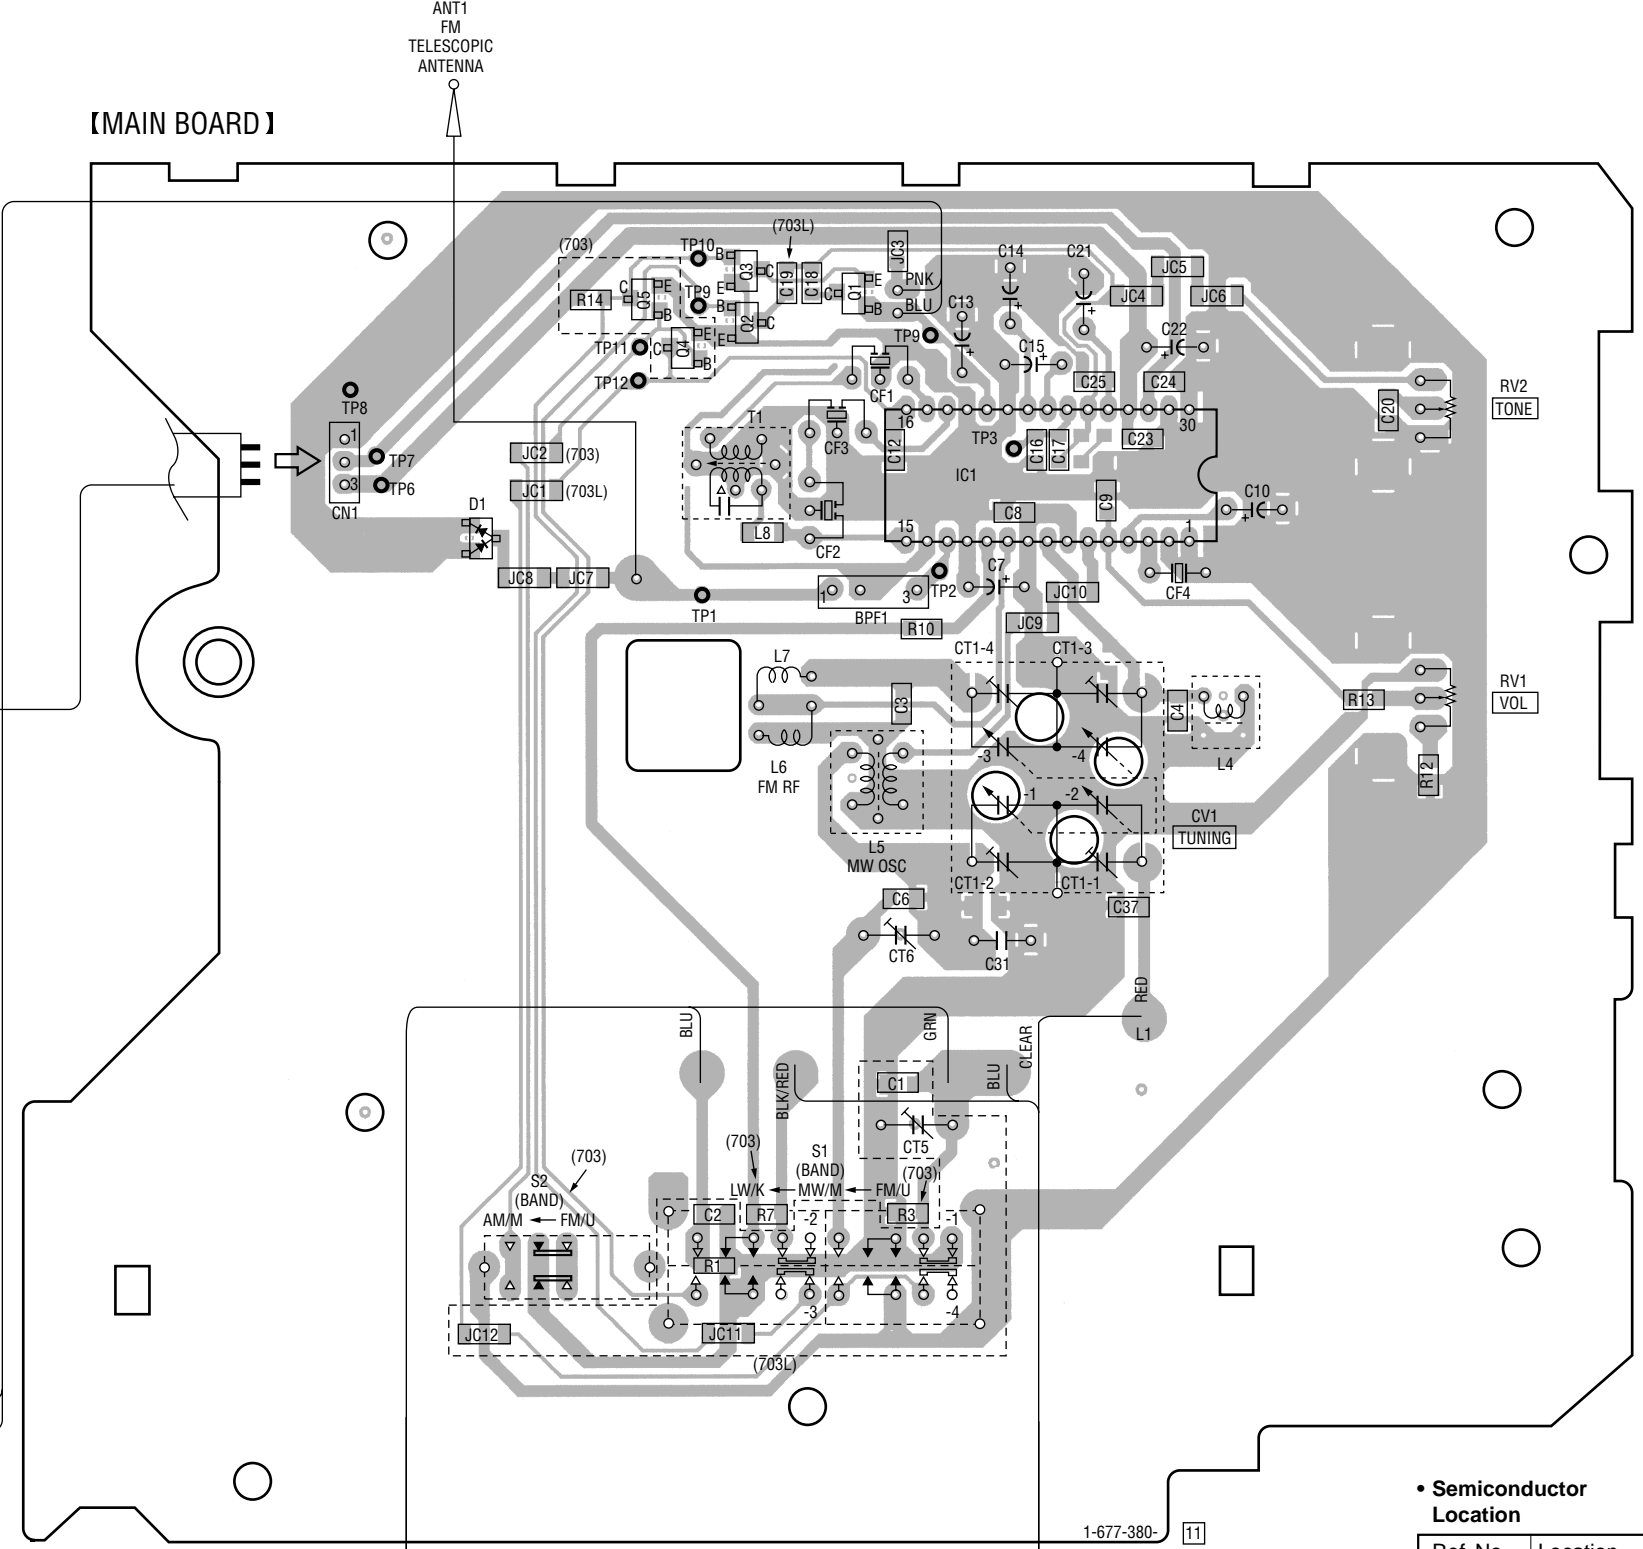 ANT1
FM
TELESCOPIC
ANTENNA
【MAIN BOARD】
(703L)
(703)
TP10
B
C
E
Q3
C19
C18
JC3
C14
C21
JC5
R14
C
Q5
E
B
TP9
B
E
Q2
C
C
Q1
E
B
PNK
BLU
C13
+
+
+
JC4
JC6
TP11
C
Q4
E
B
TP9
C15
+
C22
+
TP12
CF1
C25
C24
RV2
TONE
C20
TP8
T1
16
30
CF3
C12
TP3
C16
C17
C23
1
3
CN1
TP7
TP6
JC2
(703)
JC1
(703L)
IC1
D1
L8
CF2
15
C8
C9
1
C10
+
JC8
JC7
TP1
1
3
BPF1
TP2
C7
+
JC10
CF4
R10
JC9
L7
CT1-4
CT1-3
C3
C4
R13
RV1
VOL
L6
FM RF
-3
-4
L4
R12
-1
-2
CV1
TUNING
L5
MW OSC
CT1-2
CT1-1
C6
C37
CT6
C31
RED
L1
BLU
GRN
CLEAR
BLK/RED
C1
BLU
CT5
(703)
S1
(BAND)
(703)
(703)
LW/K
MW/M
FM/U
S2
(BAND)
AM/M
FM/U
C2
R7
-2
R3
-1
R1
-3
-4
JC12
JC11
(703L)
1-677-380-
11
• Semiconductor
Location
Ref. No.
Location